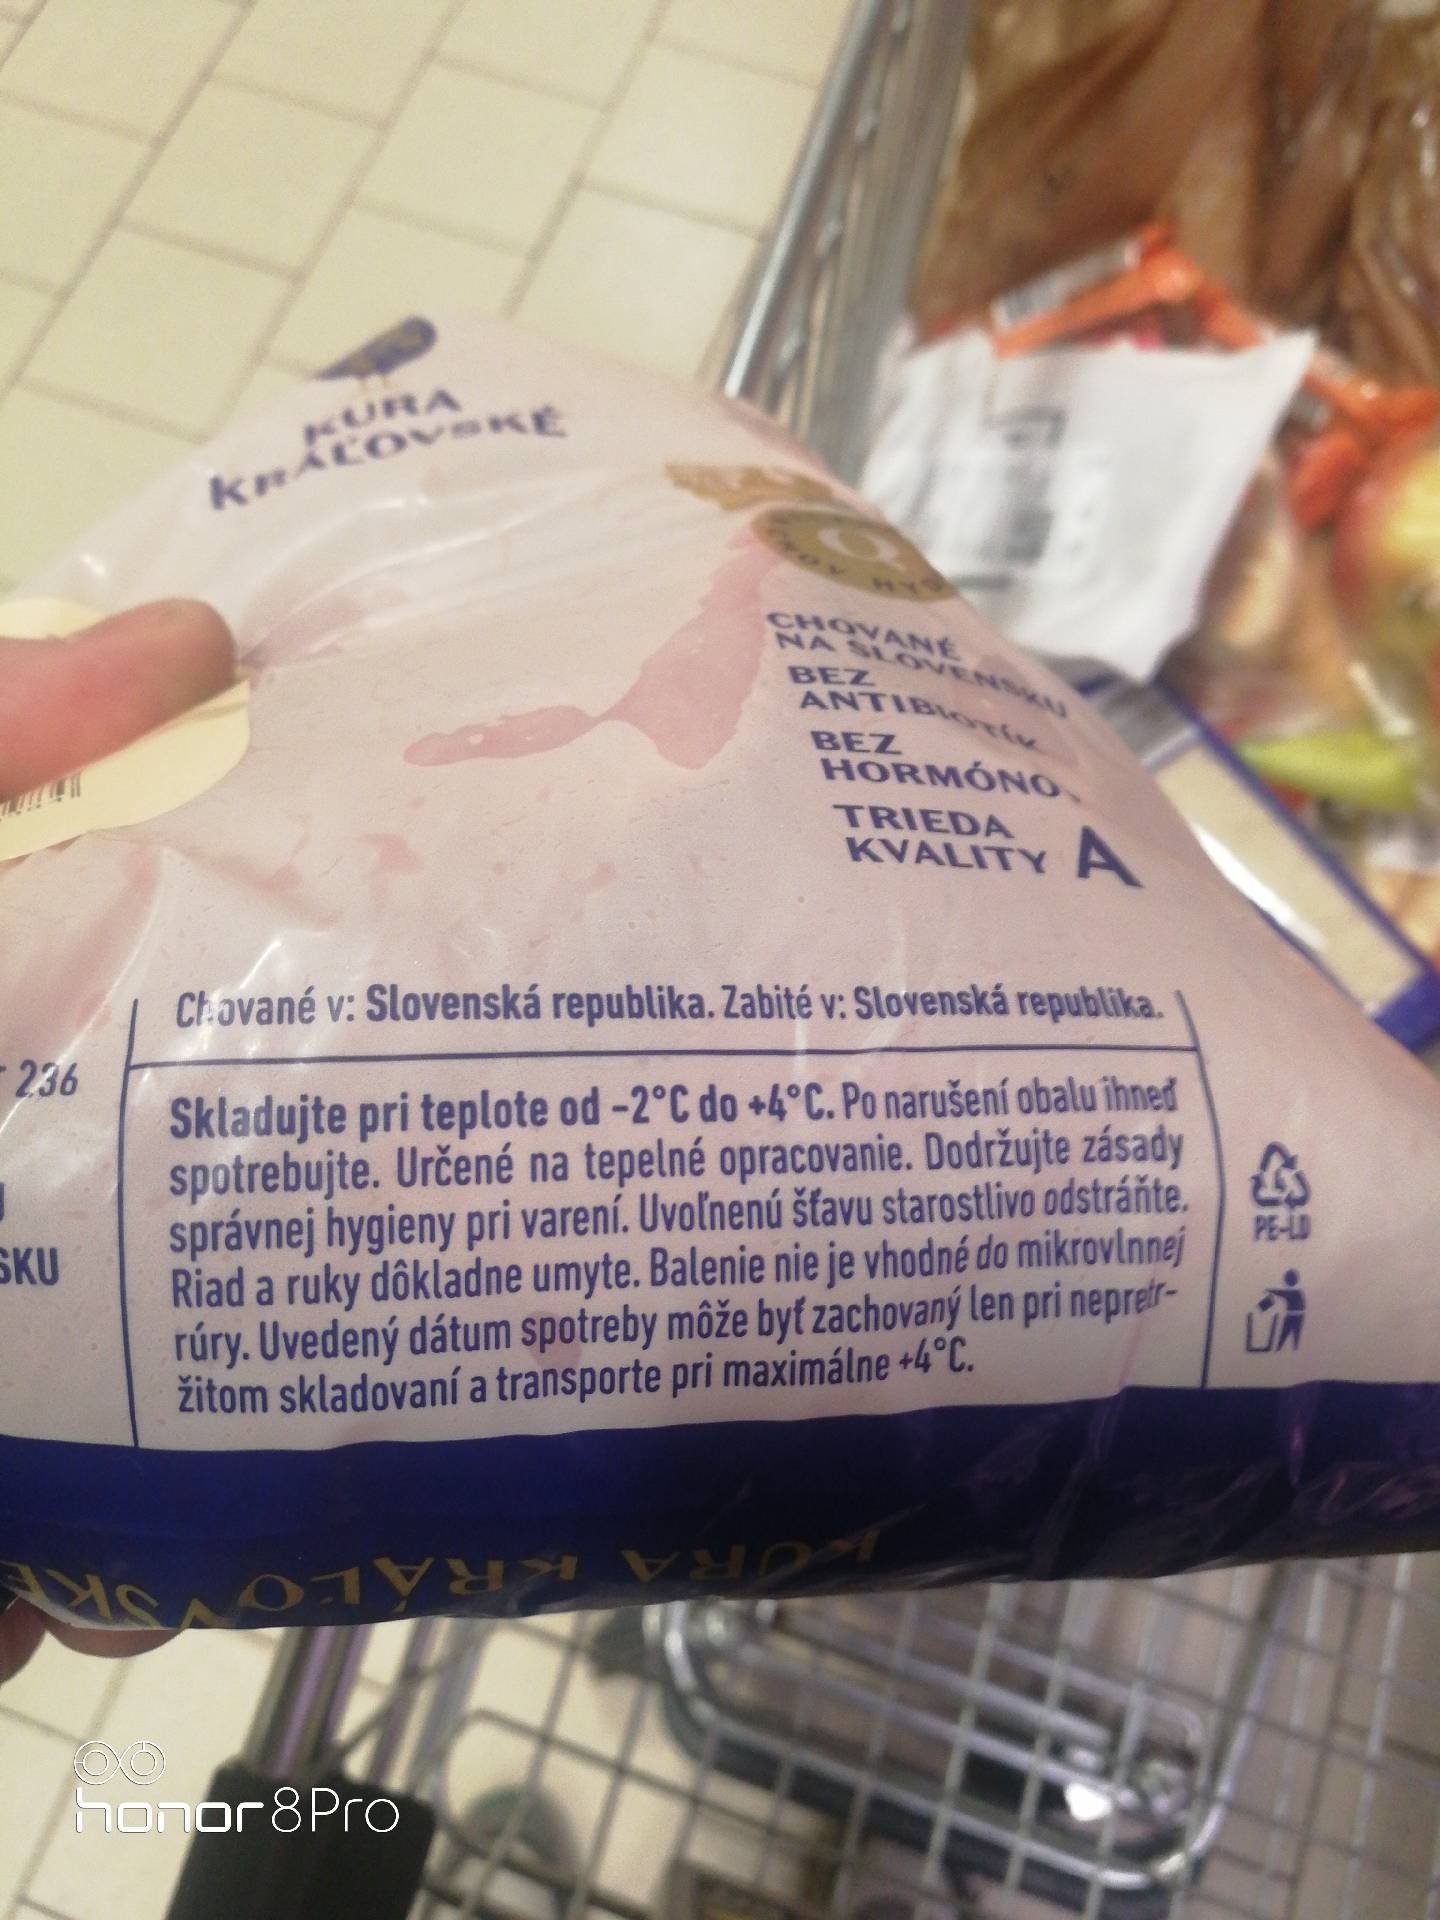 KURA
KRÁĽOVSKÉ
CHOVANÉ
NA SLOVENSKU
BEZ
ANTIBIOTÍK
BEZ
HORMÓNO
TRIEDA
KVALITY A
Chované v: Slovenská republika. Zabité v: Slovenská republika.
236
SKU
Skladujte pri teplote od -2°C do +4°C. Po narušení obalu ihneď
spotrebujte. Určené na tepelné opracovanie. Dodržujte zásady
správnej hygieny pri varení. Uvoľnenú šťavu starostlivo odstráňte.
Riad a ruky dôkladne umyte. Balenie nie je vhodné do mikrovlnnej
rúry. Uvedený dátum spotreby môže byť zachovaný len pri nepretr-
žitom skladovaní a transporte pri maximálne +4°C.
4
PE-LD
KURA KRÁĽOVSKÉ
honor 8Pro